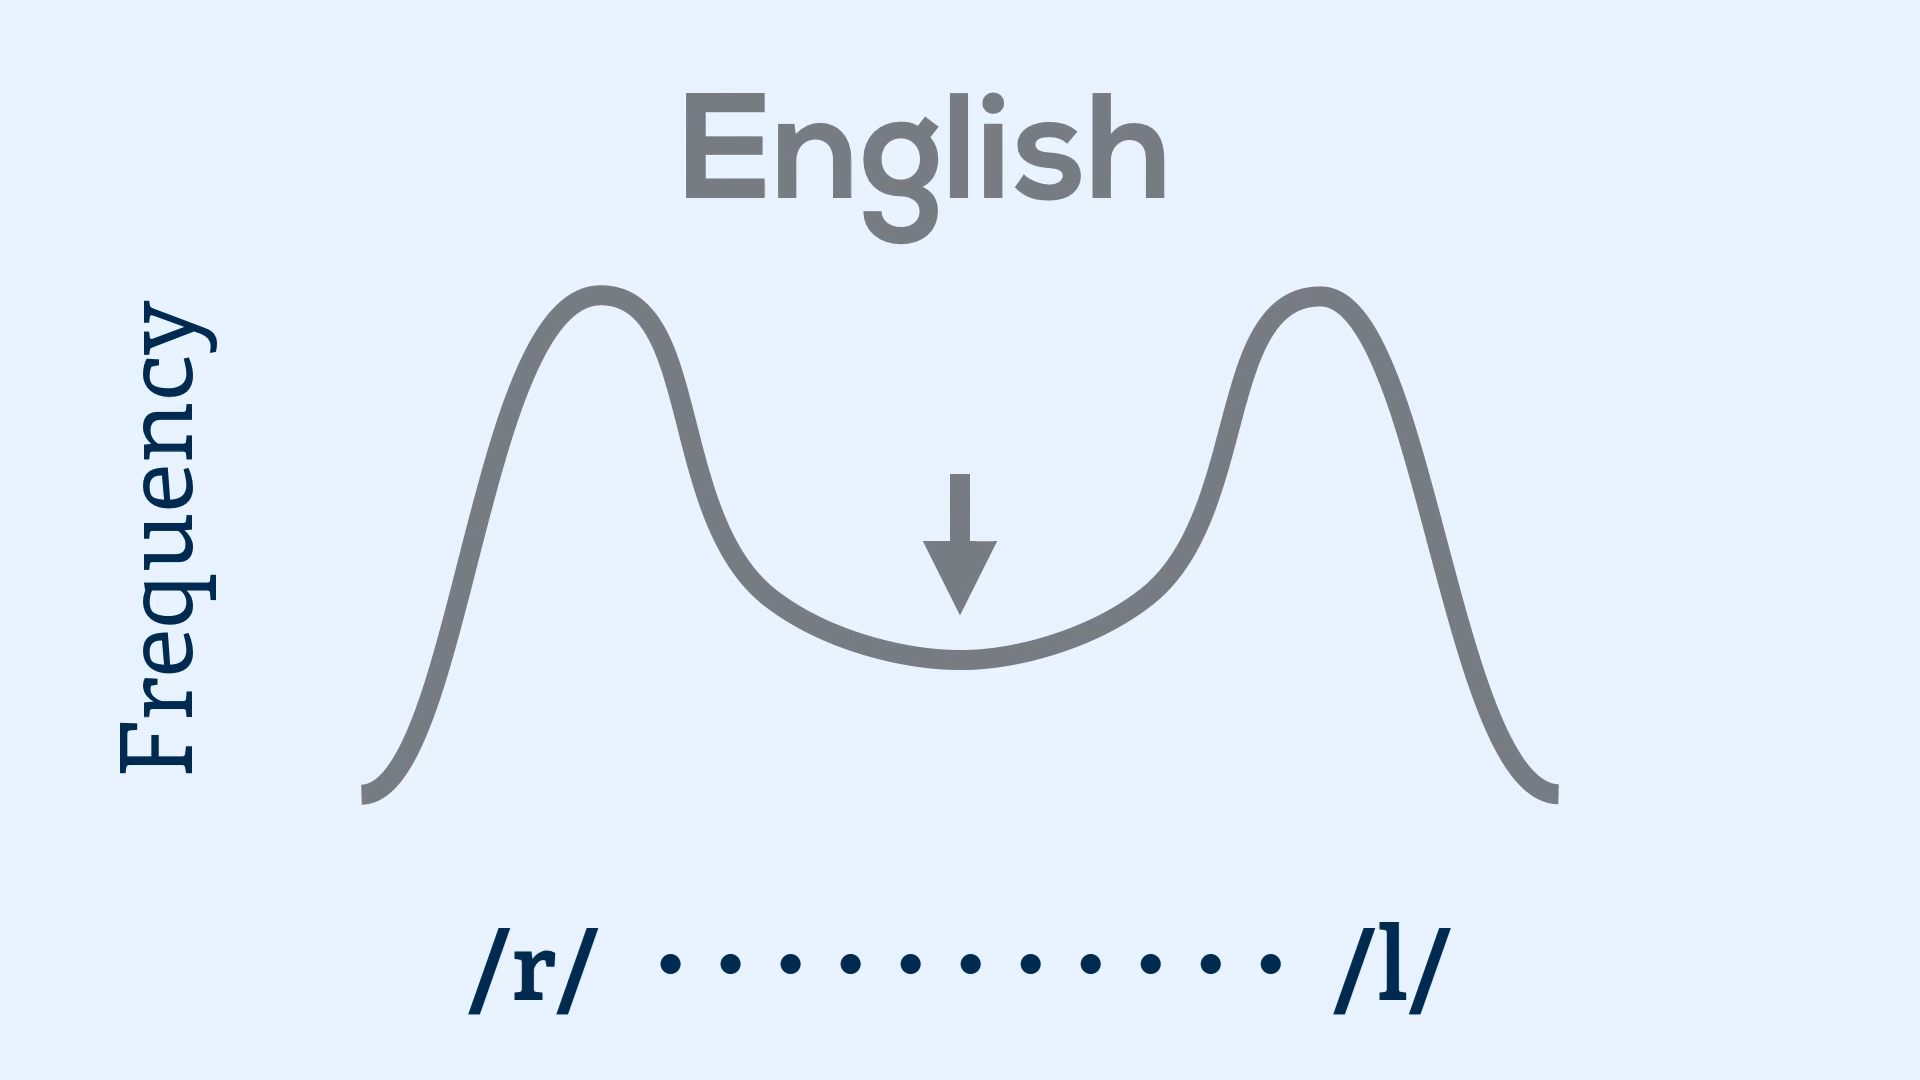 English
Frequency
/r/ ........... /l/